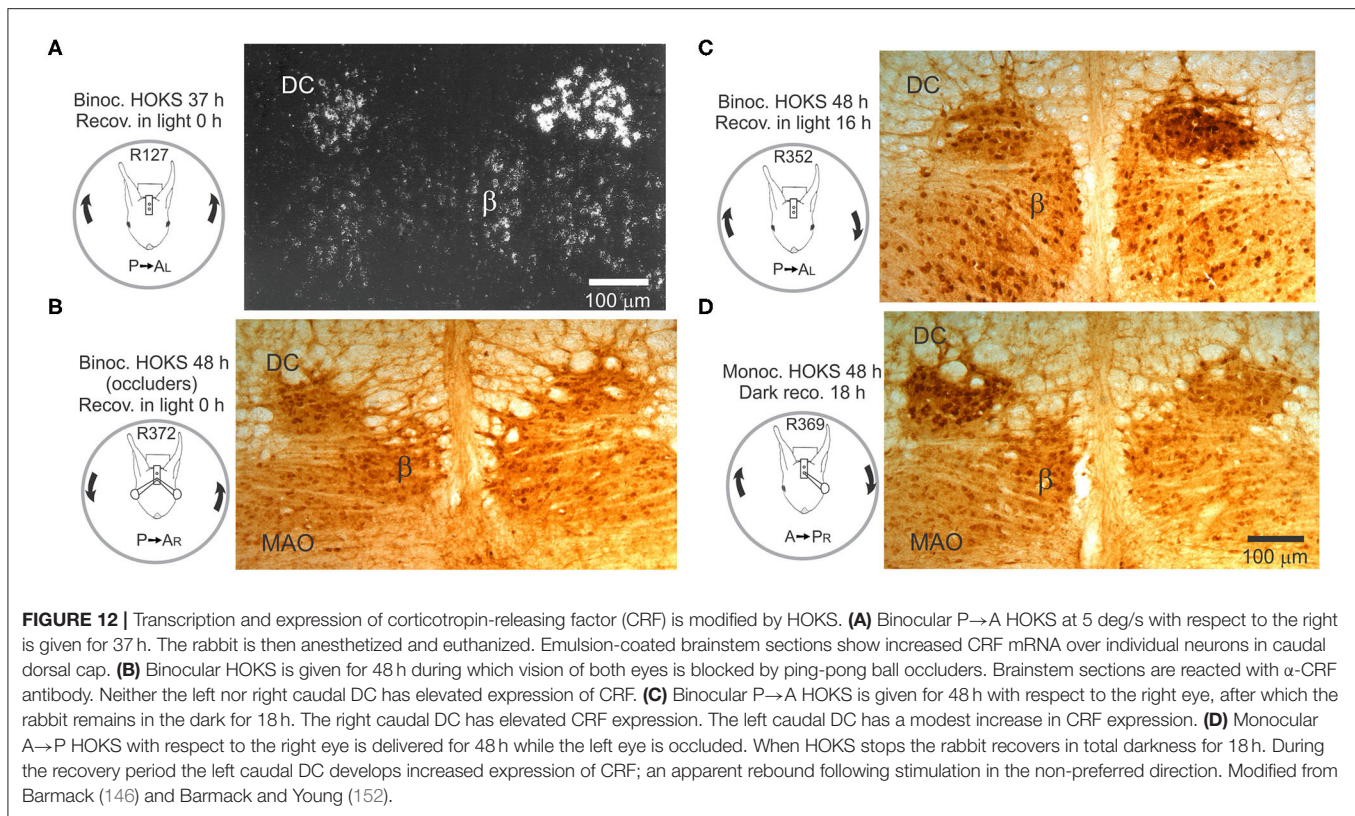 A
Binoc. HOKS 37 h
Recov. in light 0 h
R127
P→AL
DC
β
100 µm
B
Binoc. HOKS 48 h
(occluders)
Recov. in light 0 h
R372
P→AR
DC
β
MAO
C
Binoc. HOKS 48 h
Recov. in light 16 h
R352
P→AL
DC
β
D
Monoc. HOKS 48 h
Dark reco. 18 h
R369
A→PR
DC
β
MAO
100 µm
FIGURE 12 | Transcription and expression of corticotropin-releasing factor (CRF) is modified by HOKS. (A) Binocular P→A HOKS at 5 deg/s with respect to the right
is given for 37 h. The rabbit is then anesthetized and euthanized. Emulsion-coated brainstem sections show increased CRF mRNA over individual neurons in caudal
dorsal cap. (B) Binocular HOKS is given for 48 h during which vision of both eyes is blocked by ping-pong ball occluders. Brainstem sections are reacted with α-CRF
antibody. Neither the left nor right caudal DC has elevated expression of CRF. (C) Binocular P→A HOKS is given for 48 h with respect to the right eye, after which the
rabbit remains in the dark for 18 h. The right caudal DC has elevated CRF expression. The left caudal DC has a modest increase in CRF expression. (D) Monocular
A→P HOKS with respect to the right eye is delivered for 48 h while the left eye is occluded. When HOKS stops the rabbit recovers in total darkness for 18 h. During
the recovery period the left caudal DC develops increased expression of CRF; an apparent rebound following stimulation in the non-preferred direction. Modified from
Barmack (146) and Barmack and Young (152).